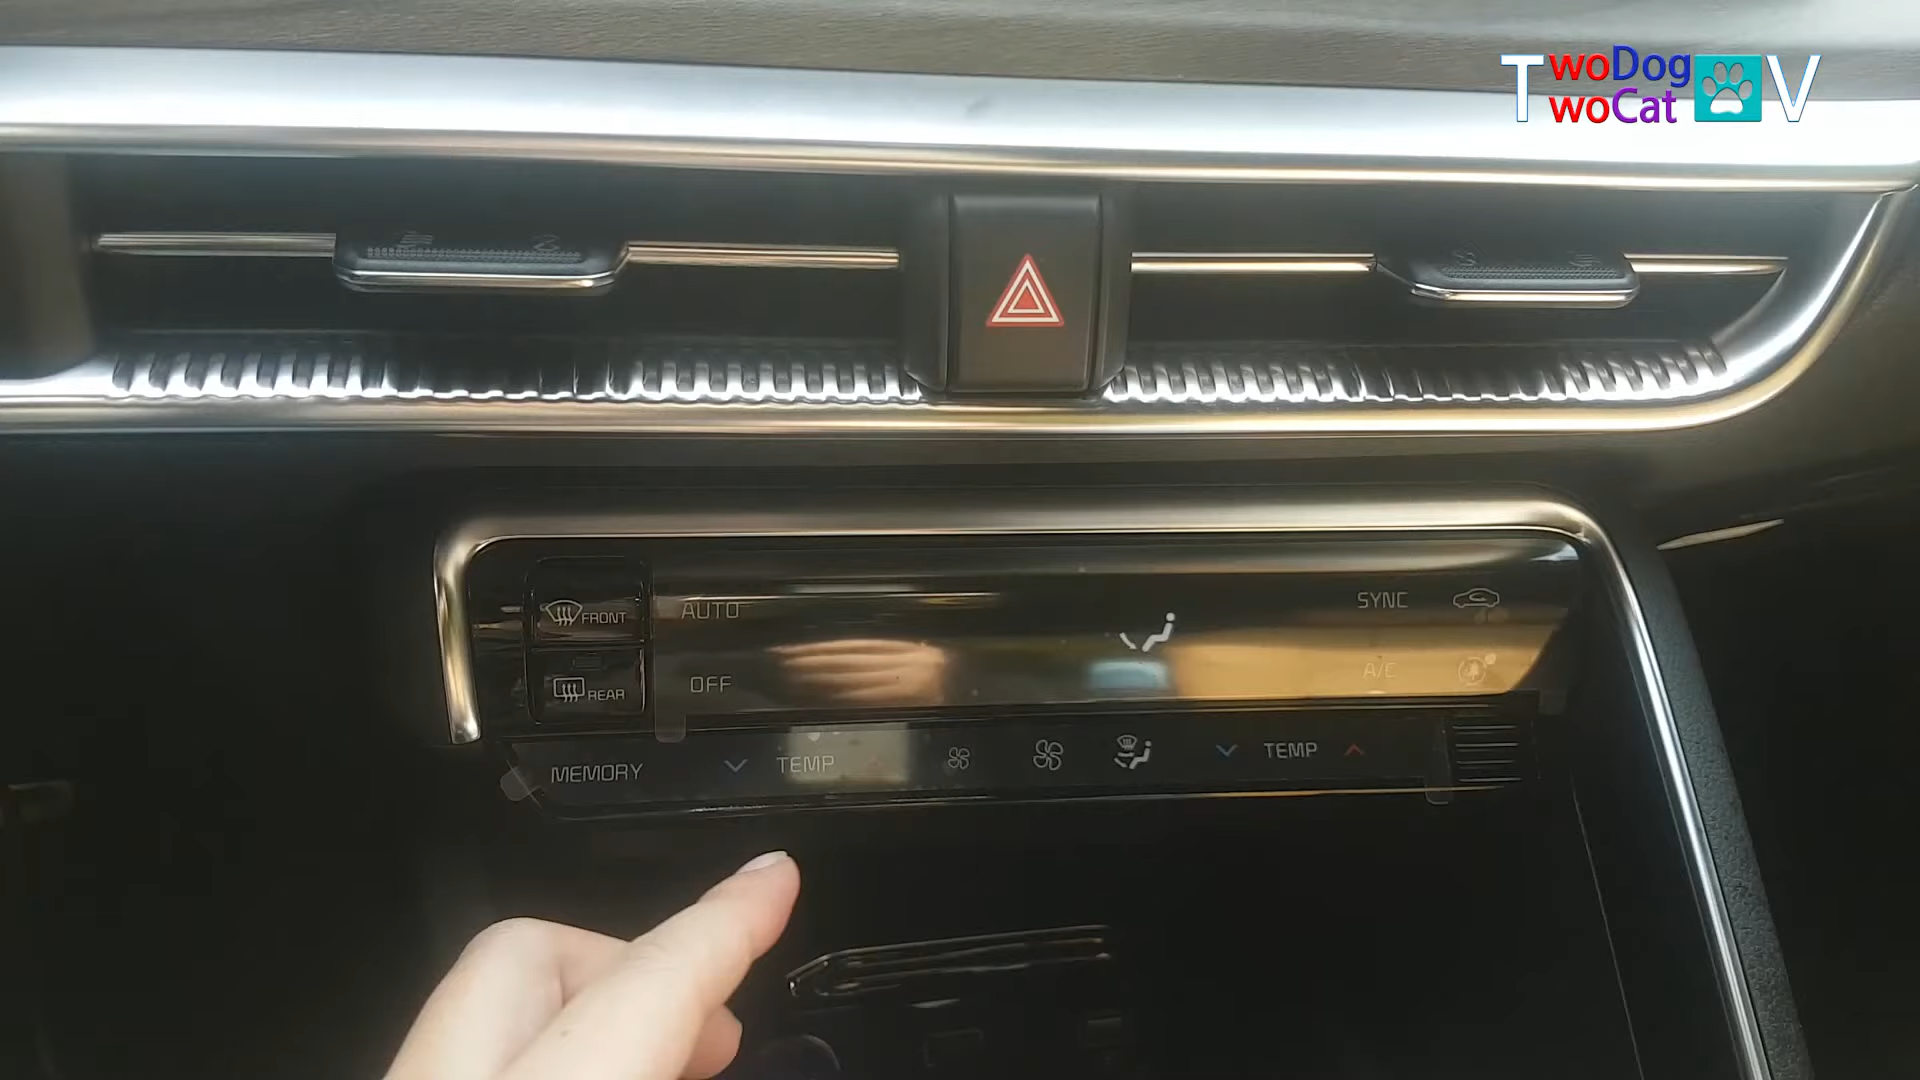 TwoDog
TwoCat V
FRONT
AUTO
SYNC
REAR
OFF
A/C
MEMORY
TEMP
TEMP